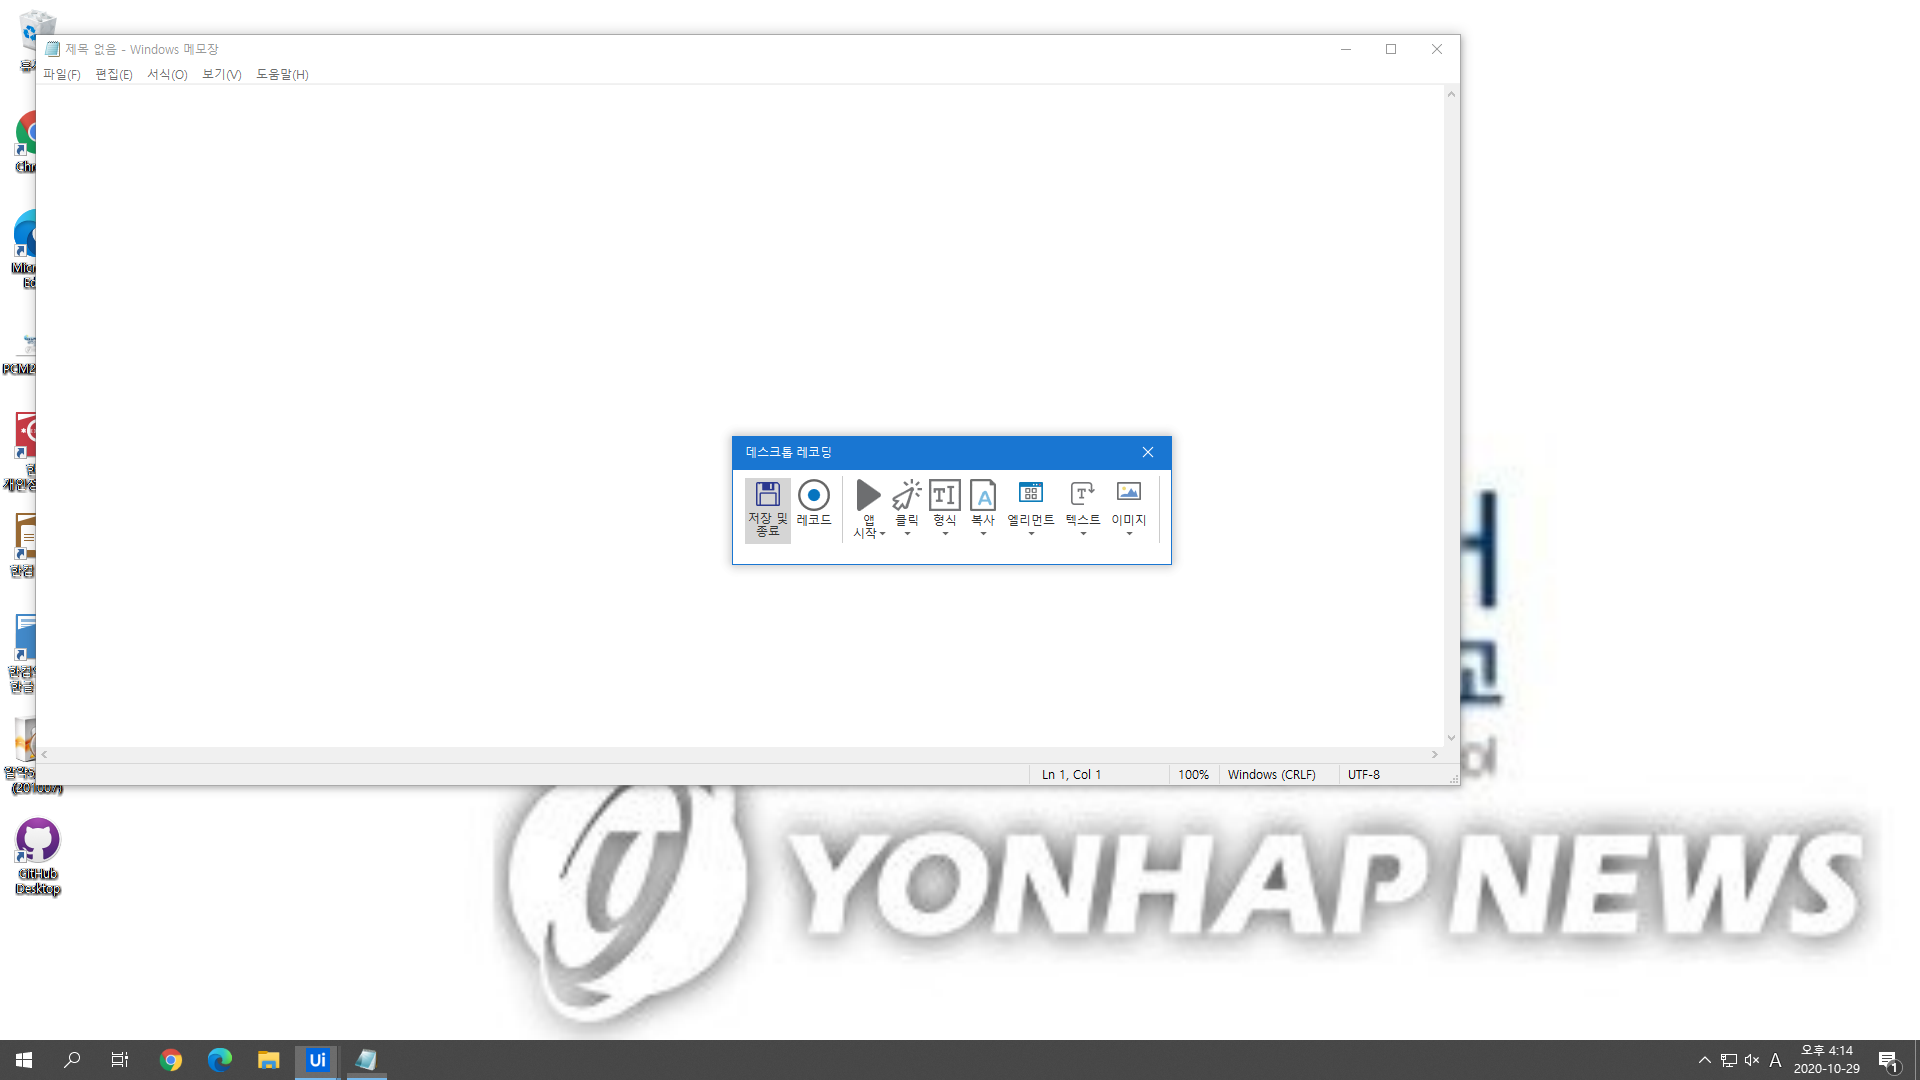 제목 없음 - Windows 메모장
파일(F) 편집(E) 서식(O) 보기(V) 도움말(H)
데스크톱 레코딩
저장 및 종료
레코드
앱 시작
클릭
형식
복사
엘리먼트
텍스트
이미지
Ln 1, Col 1
100%
Windows (CRLF)
UTF-8
GitHub
Desktop
YONHAP NEWS
Ui
A
오후 4:14
2020-10-29
1